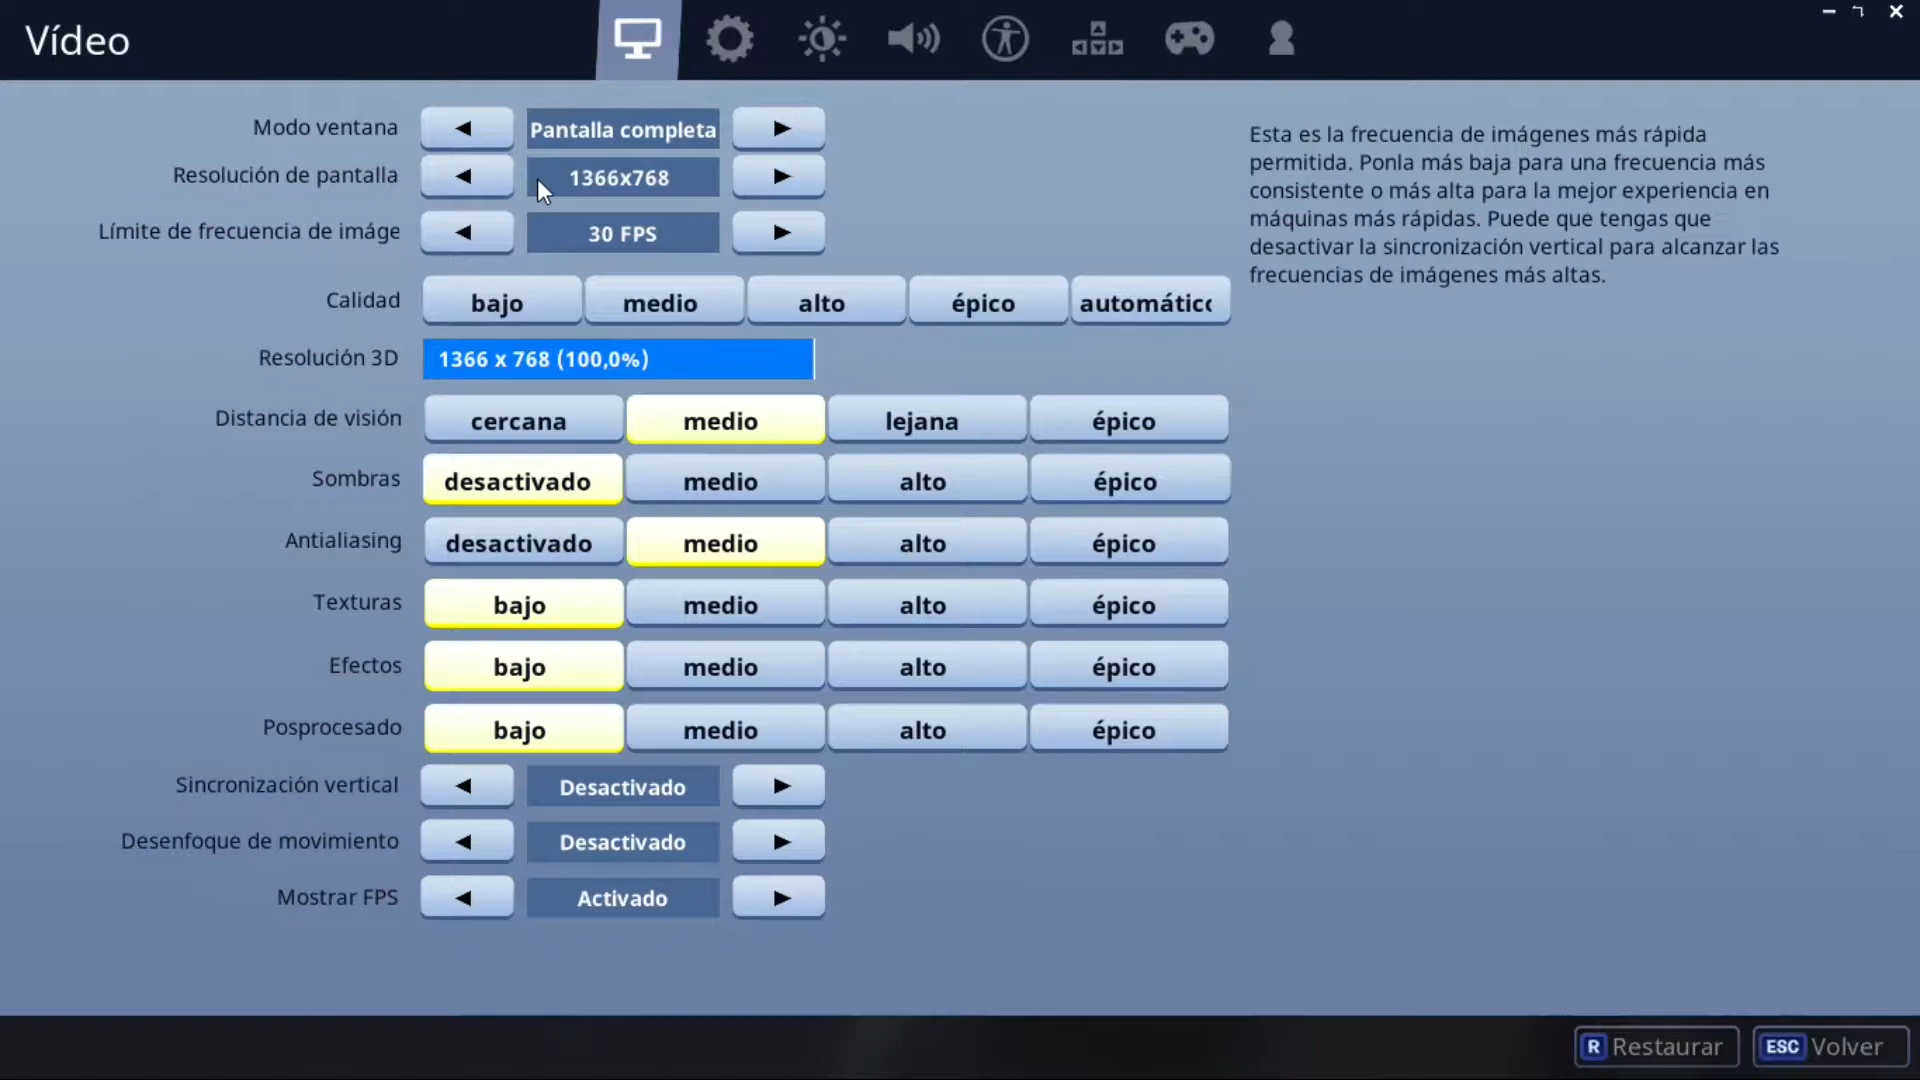 Vídeo
Modo ventana
Pantalla completa
Resolución de pantalla
1366x768
Límite de frecuencia de imáge
30 FPS
Calidad
bajo medio alto épico automátic
Resolución 3D
1366 x 768 (100,0%)
Distancia de visión
cercana medio lejana épico
Sombras
desactivado medio alto épico
Antialiasing
desactivado medio alto épico
Texturas
bajo medio alto épico
Efectos
bajo medio alto épico
Posprocesado
bajo medio alto épico
Sincronización vertical
Desactivado
Desenfoque de movimiento
Desactivado
Mostrar FPS
Activado
Esta es la frecuencia de imágenes más rápida
permitida. Ponla más baja para una frecuencia más
consistente o más alta para la mejor experiencia en
máquinas más rápidas. Puede que tengas que
desactivar la sincronización vertical para alcanzar las
frecuencias de imágenes más altas.
R Restaurar
ESC Volver